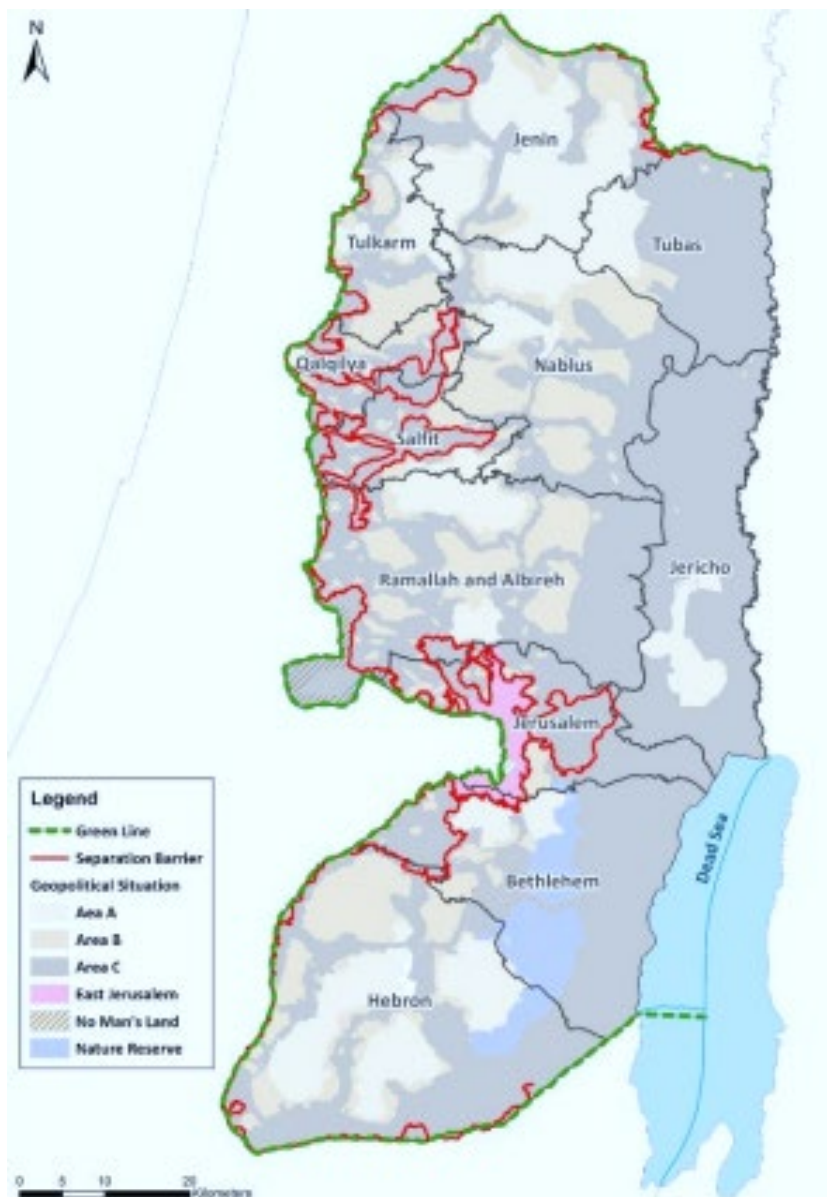 N
Jenin
Tubas
Tulkarm
Qalqilya
Nablus
Salfit
Jericho
Ramallah and Albireh
Jerusalem
Legend
Green Line
Separation Barrier
Geopolitical Situation
Aea A
Area B
Area C
East Jerusalem
No Man's Land
Nature Reserve
Dead Sea
Bethlehem
Hebron
0 5 10 20
Kilometers